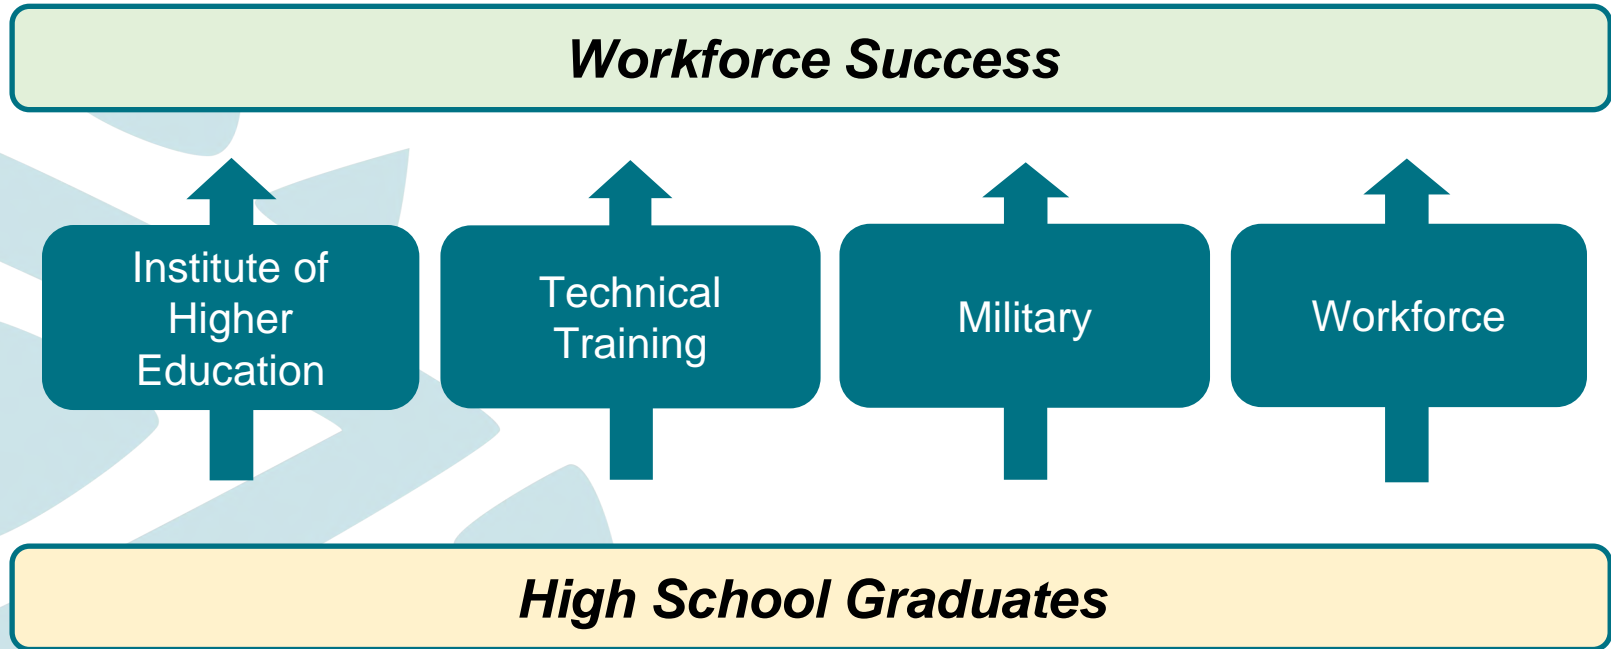 Workforce Success
Institute of
Higher
Education
Technical
Training
Military
Workforce
High School Graduates